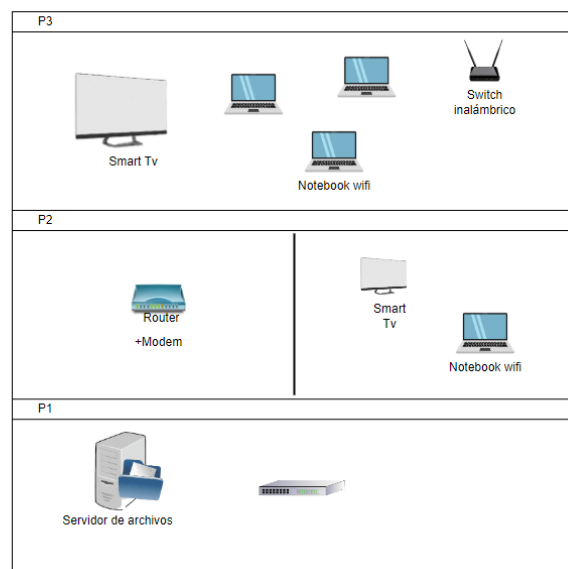 P3
Smart Tv
Switch
inalámbrico
Notebook wifi
P2
Router
+Modem
Smart
Tv
Notebook wifi
P1
Servidor de archivos